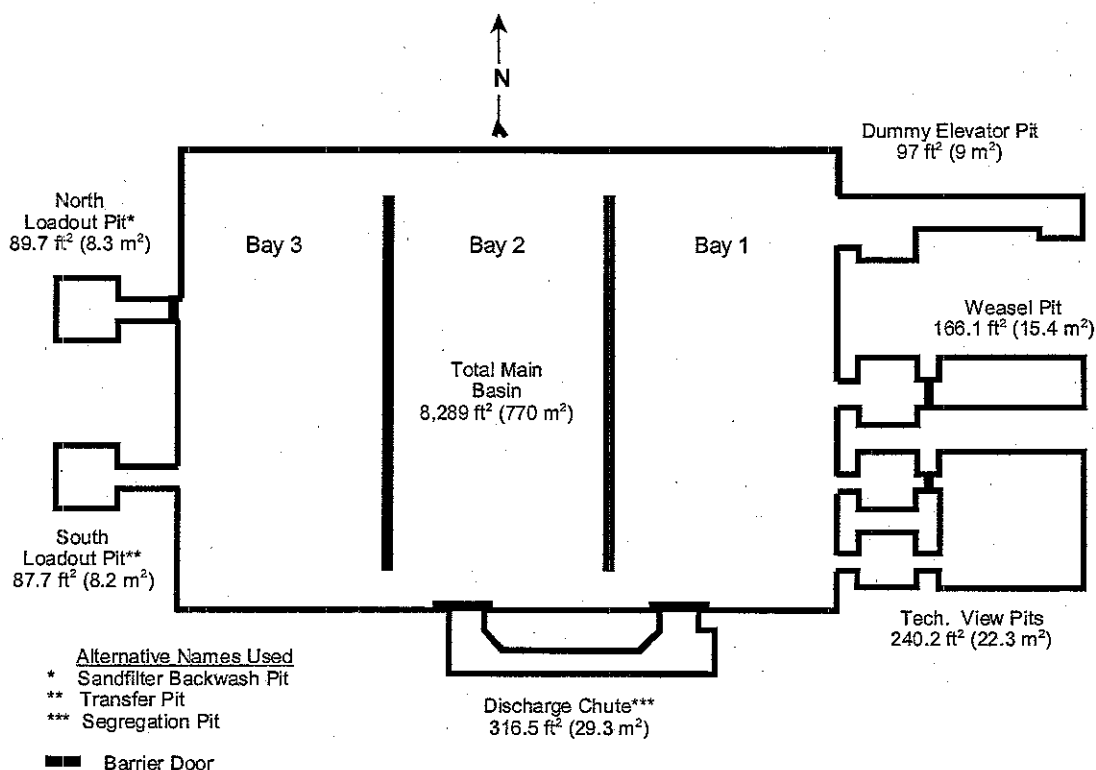 N
Dummy Elevator Pit
97 ft² (9 m²)
North
Loadout Pit*
89.7 ft² (8.3 m²)
Bay 3
Bay 2
Bay 1
Weasel Pit
166.1 ft² (15.4 m²)
Total Main
Basin
8,289 ft² (770 m²)
South
Loadout Pit**
87.7 ft² (8.2 m²)
Tech. View Pits
240.2 ft² (22.3 m²)
Discharge Chute***
316.5 ft² (29.3 m²)
Alternative Names Used
* Sandfilter Backwash Pit
** Transfer Pit
*** Segregation Pit
Barrier Door